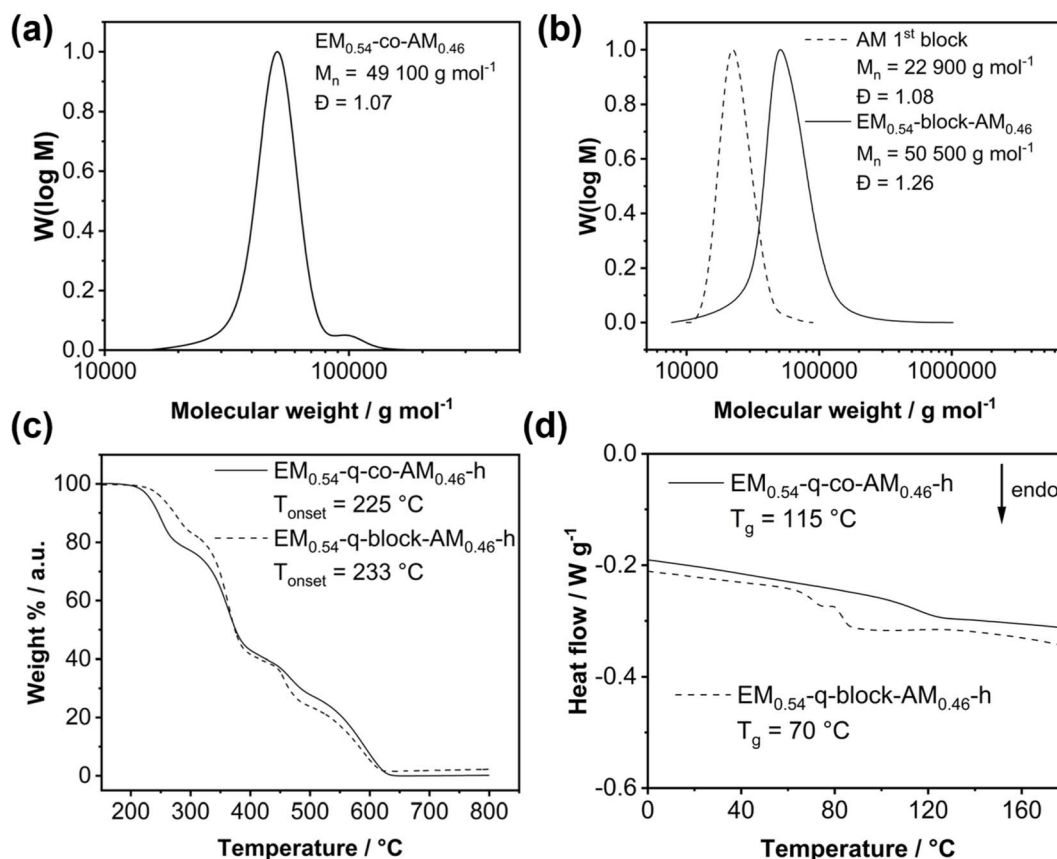 (a)
EM0.54-co-AM0.46
Mn = 49 100 g mol-1
Đ = 1.07
W(log M)
1.0
0.8
0.6
0.4
0.2
0.0
10000 100000
Molecular weight / g mol-1
(b)
AM 1st block
Mn = 22 900 g mol-1
Đ = 1.08
EM0.54-block-AM0.46
Mn = 50 500 g mol-1
Đ = 1.26
W(log M)
1.0
0.8
0.6
0.4
0.2
0.0
10000 100000 1000000
Molecular weight / g mol-1
(c)
EM0.54-q-co-AM0.46-h
Tonset = 225 °C
EM0.54-q-block-AM0.46-h
Tonset = 233 °C
Weight % / a.u.
100
80
60
40
20
0
200 300 400 500 600 700 800
Temperature / °C
(d)
EM0.54-q-co-AM0.46-h
Tg = 115 °C
endo
EM0.54-q-block-AM0.46-h
Tg = 70 °C
Heat flow / W g-1
-0.0
-0.2
-0.4
-0.6
0 40 80 120 160
Temperature / °C